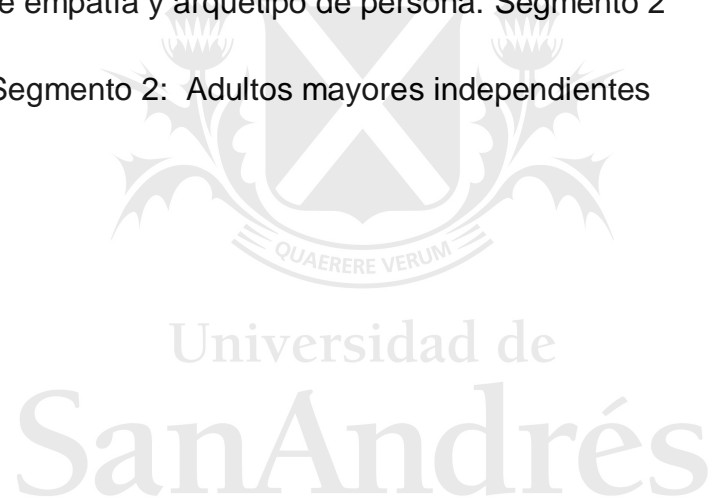 e empatía y arquetipo de persona. Segmento 2
Segmento 2: Adultos mayores independientes
QUAERERE VERUM
Universidad de
SanAndrés